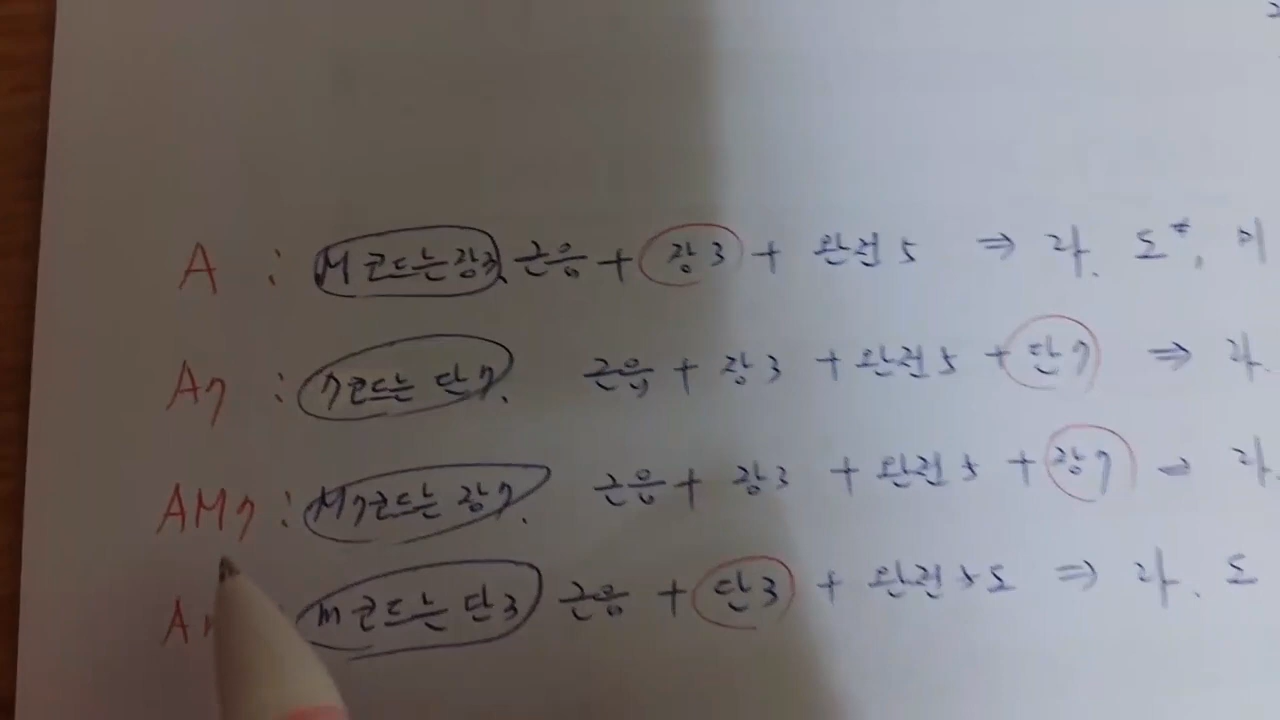 A : M코드는장3. 근음 + 장3 + 완전5 ⇒ 라. 도#, 미
A7 : 7코드는 단7. 근음 + 장3 + 완전5 + 단7 ⇒ 라.
AM7 : M7코드는 장7. 근음 + 장3 + 완전5 + 장7 ⇒ 라.
A m코드는 단3 근음 + 단3 + 완전5도 ⇒ 라. 도